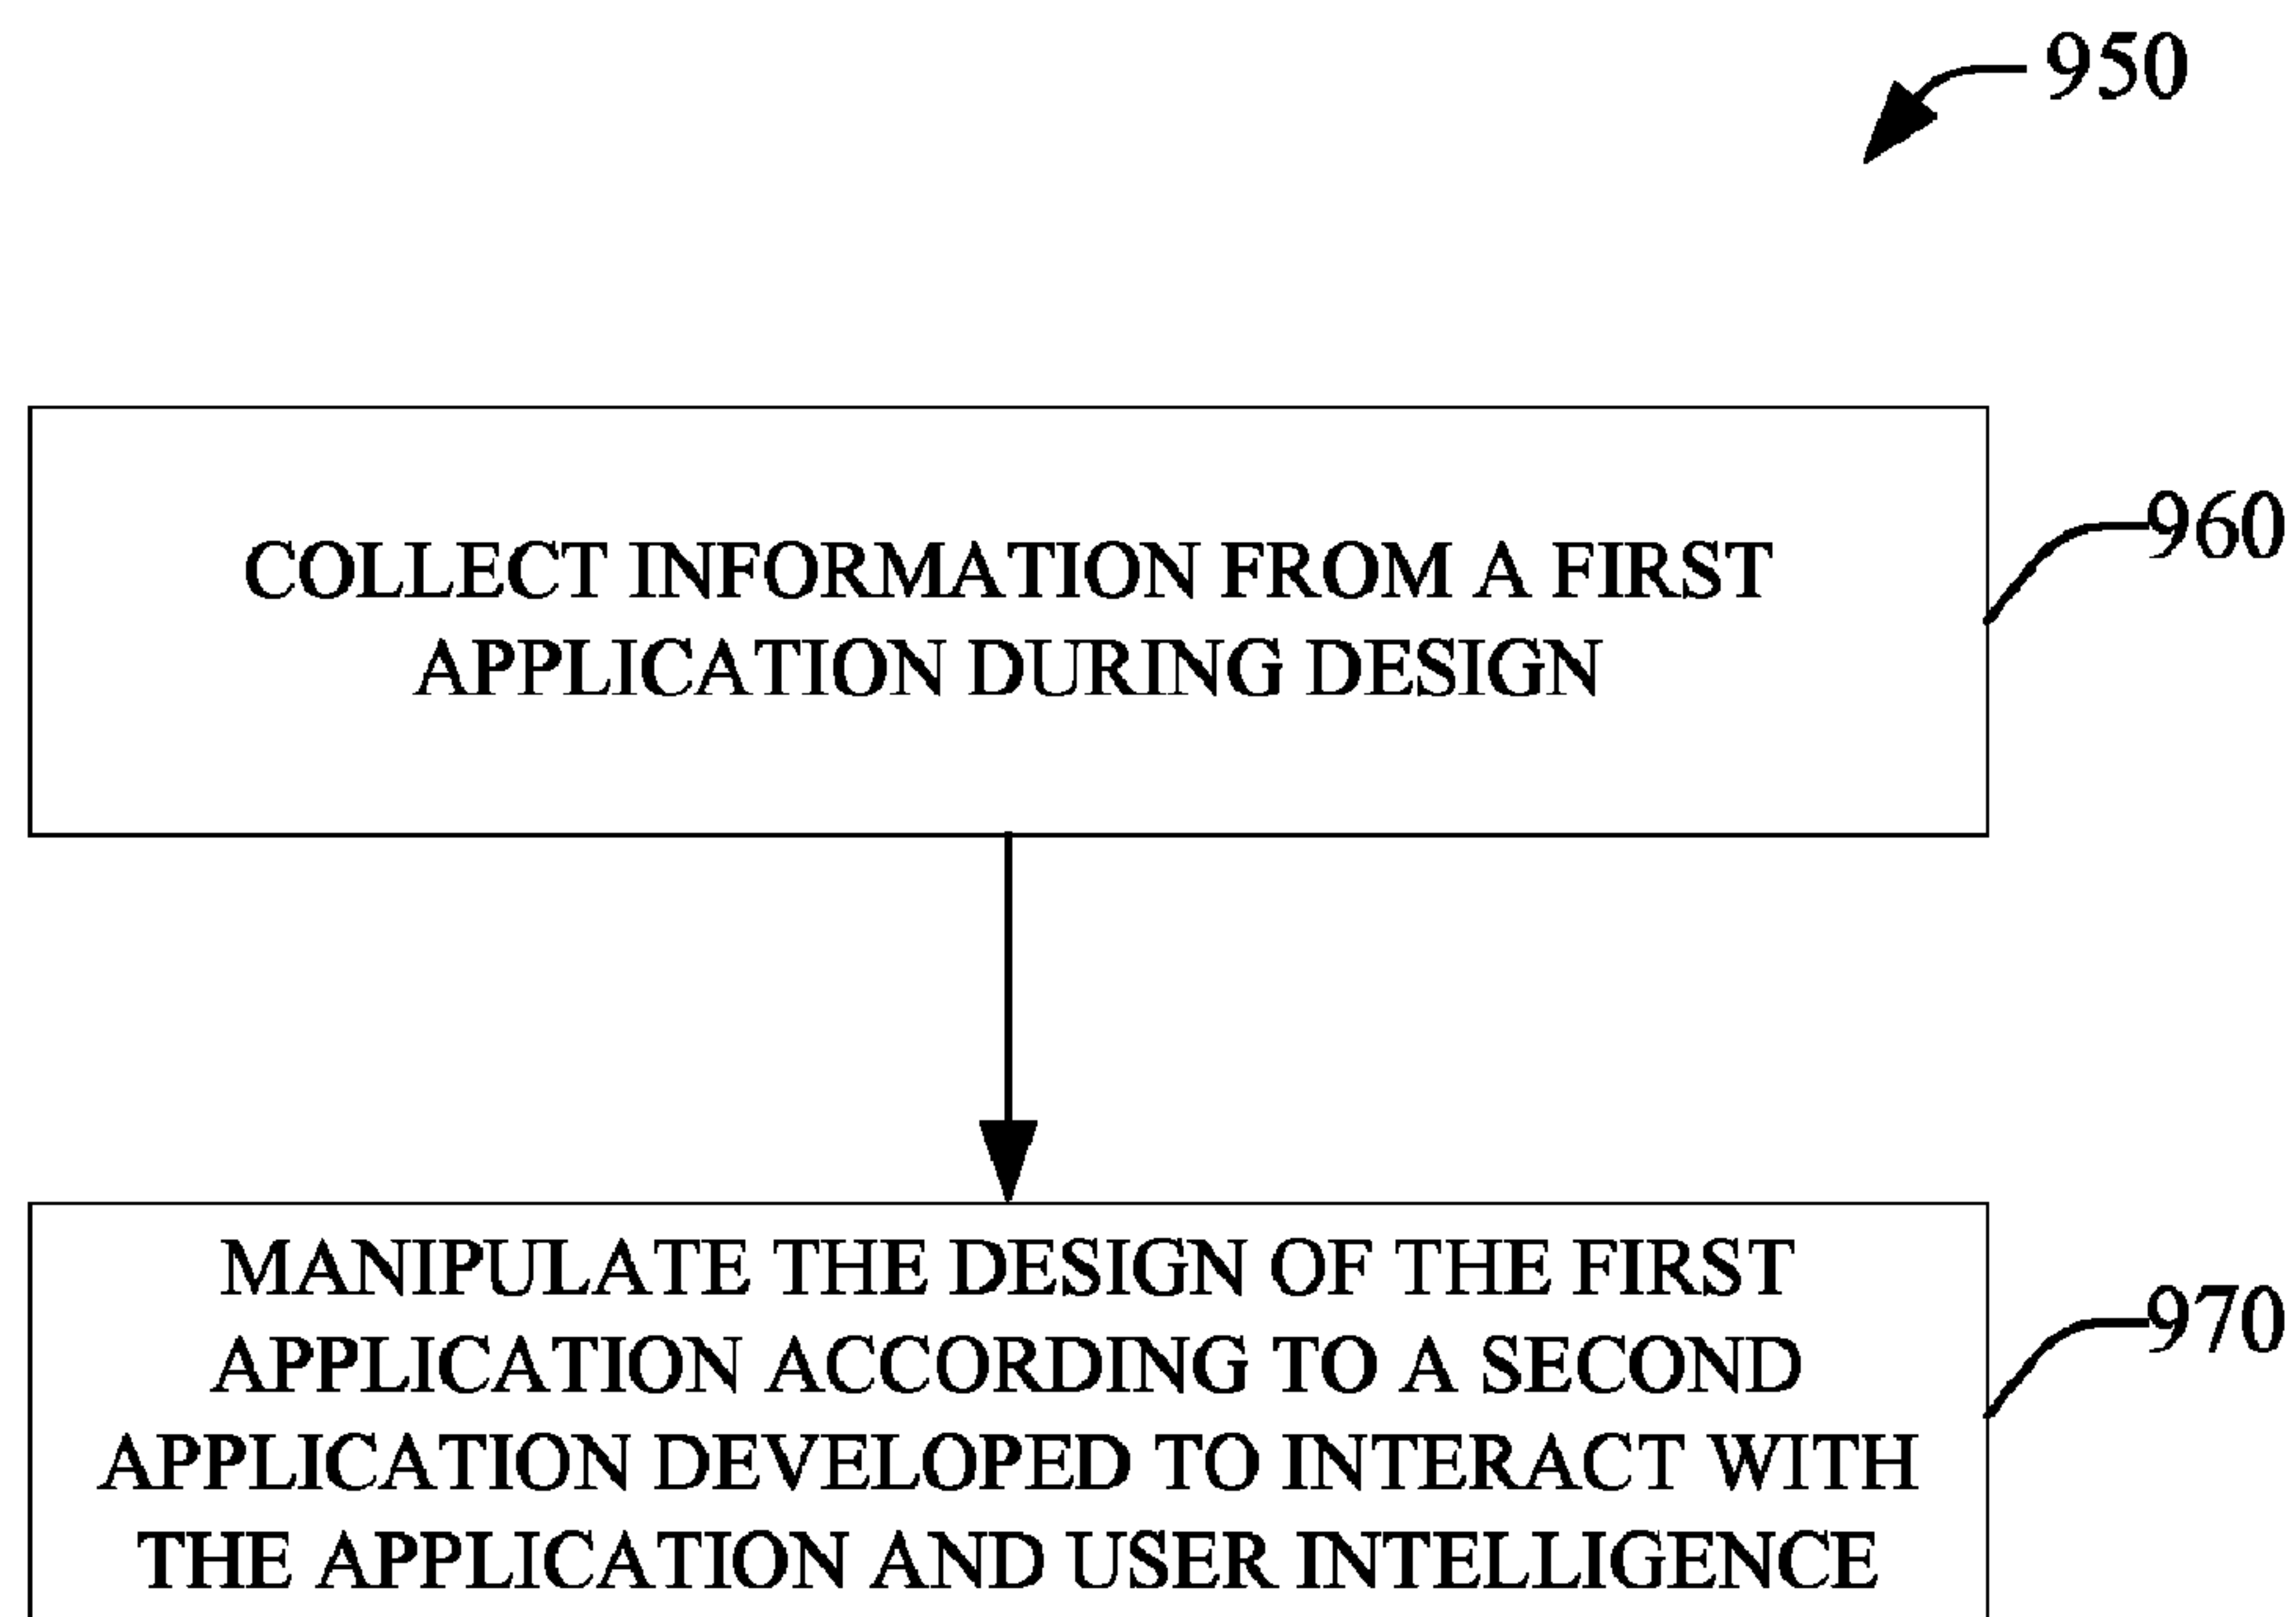 950
COLLECT INFORMATION FROM A FIRST
APPLICATION DURING DESIGN
960
MANIPULATE THE DESIGN OF THE FIRST
APPLICATION ACCORDING TO A SECOND
APPLICATION DEVELOPED TO INTERACT WITH
THE APPLICATION AND USER INTELLIGENCE
970